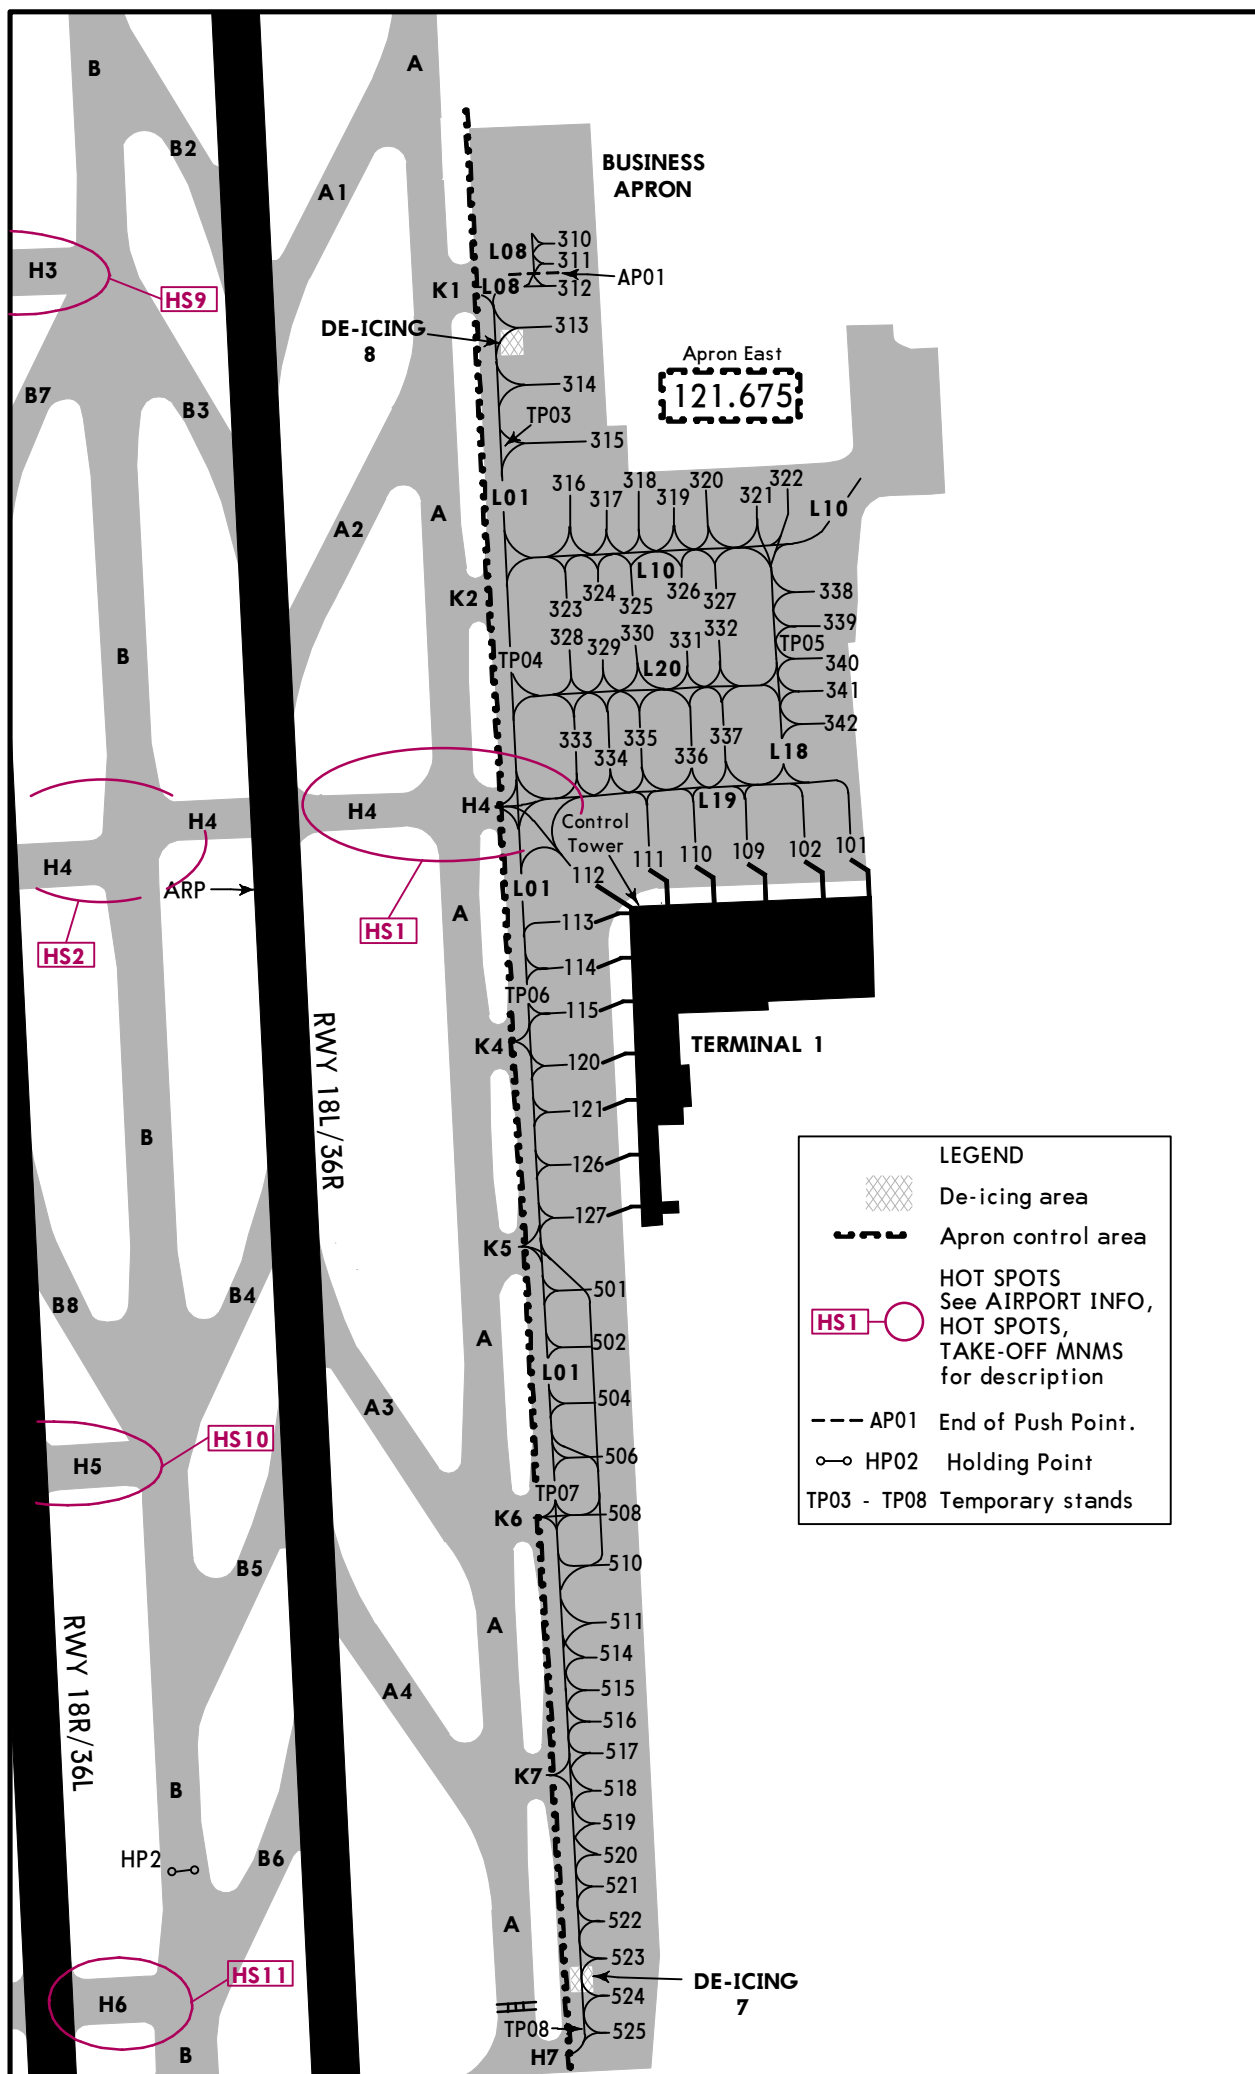 B
A
B2
A1
BUSINESS
APRON
310
L08
311
H3
AP01
K1
L08
312
HS9
313
DE-ICING
8
Apron East
121.675
314
B7
B3
TP03
315
316
317
318
319
320
321
322
L01
L10
A
A2
L10
K2
323
324
325
326
327
338
339
328
329
330
331
332
TP05
B
TP04
L20
340
341
342
333
334
335
336
337
L18
H4
H4
H4
L19
Control
Tower
H4
112
111
110
109
102
101
ARP
L01
HS1
HS2
A
113
114
TP06
115
RWY 18L/36R
K4
TERMINAL 1
120
121
B
126
127
K5
501
B8
B4
A
502
L01
504
A3
HS10
H5
506
TP07
K6
508
B5
510
A
511
RWY 18R/36L
514
A4
515
516
517
K7
518
B
519
HP2
B6
520
521
A
522
523
HS11
DE-ICING
7
524
H6
TP08
525
H7
B
LEGEND
De-icing area
Apron control area
HOT SPOTS
See AIRPORT INFO,
HS1
HOT SPOTS,
TAKE-OFF MNMS
for description
AP01 End of Push Point.
HP02 Holding Point
TP03 - TP08 Temporary stands